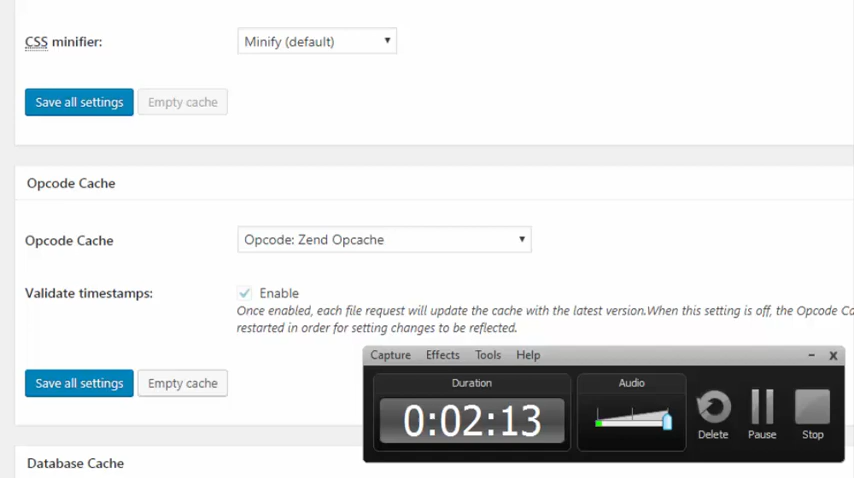 CSS minifier:
Minify (default)
Save all settings
Empty cache
Opcode Cache
Opcode Cache
Opcode: Zend Opcache
Validate timestamps:
Enable
Once enabled, each file request will update the cache with the latest version.When this setting is off, the Opcode Ca
restarted in order for setting changes to be reflected.
Save all settings
Empty cache
Capture Effects Tools Help
Duration
Audio
0:02:13
Delete
Pause
Stop
Database Cache